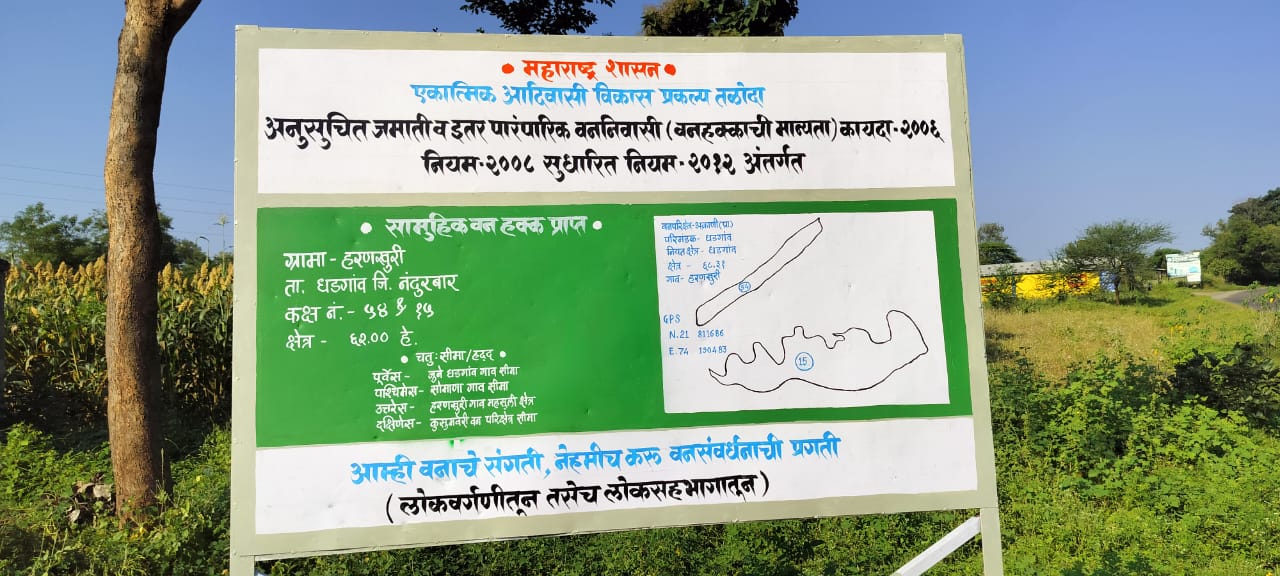 • महाराष्ट्र शासन •
एकात्मिक आदिवासी विकास प्रकल्प तळोदा
अनुसुचित जमाती व इतर पारंपारिक वननिवासी (वनहक्काची मान्यता) कायदा-२००६
नियम-२००८ सुधारित नियम-२०१२ अंतर्गत
• सामुहिक वन हक्क प्राप्त •
ग्रामा - हरणखुरी
ता. धडगांव जि. नंदुरबार
कक्ष नं. - ५४ & १५
क्षेत्र - ६२.०० हे.
• चतु:सीमा/हद्द •
पूर्वेस - जुने धडगांव गाव सीमा
पश्चिमेस - सोमाणा गाव सीमा
उत्तरेस - हरणखुरी गाव महसुली क्षेत्र
दक्षिणेस - कुसुमवेरी वन परिक्षेत्र सीमा
वनपरिक्षेत्र - अक्राणी (प्रा)
परिमंडळ - धडगांव
नियतक्षेत्र - धडगांव
क्षेत्र - ६८.३१
गाव - हरणखुरी
54
GPS
N.21 811686
E.74 190483
15
आम्ही वनाचे संगती, नेहमीच करू वनसंवर्धनाची प्रगती
(लोकवर्गणीतून तसेच लोकसहभागातून)